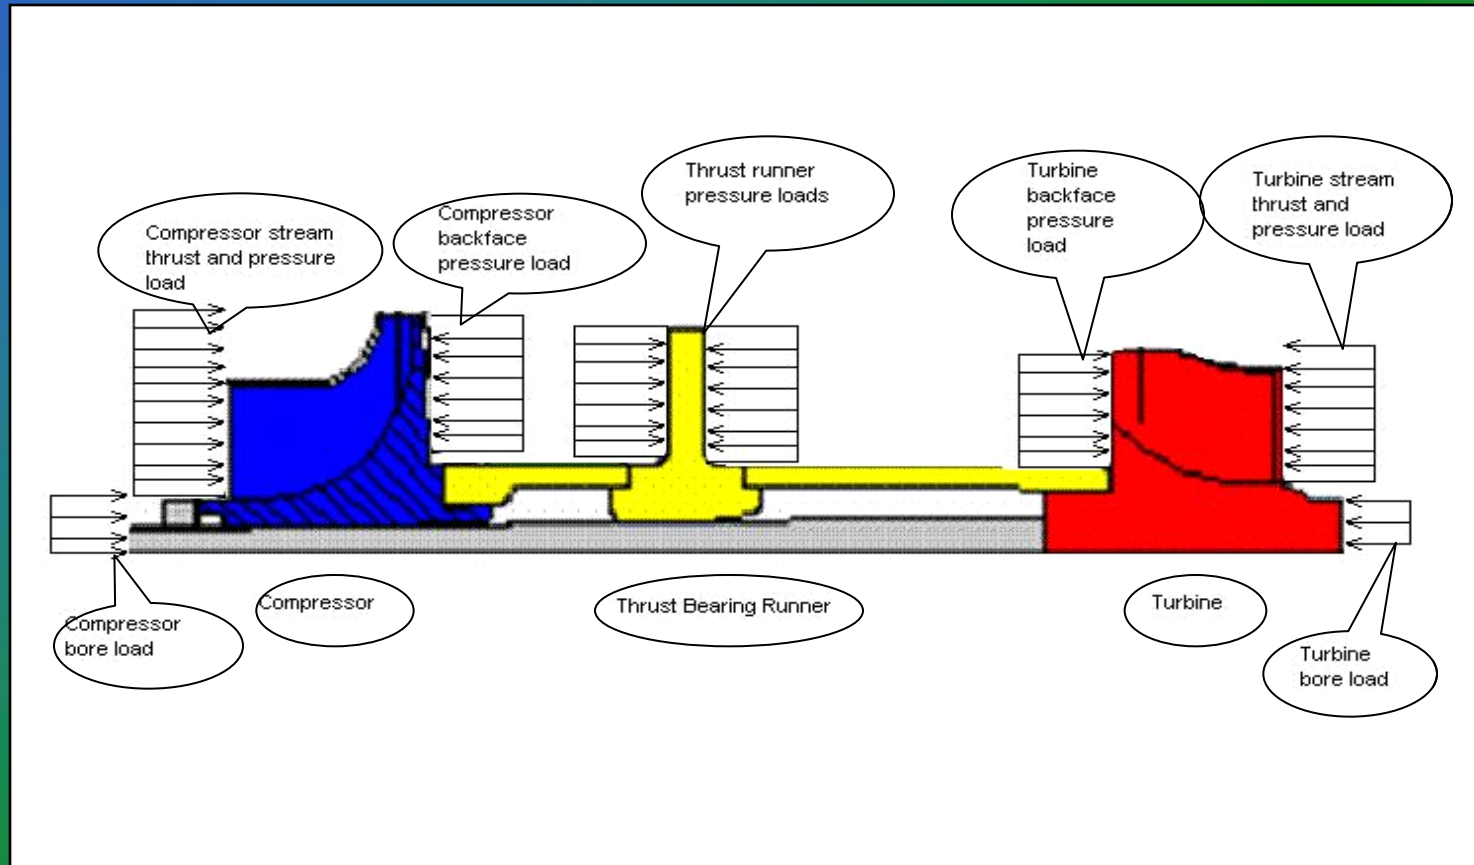 Thrust runner
pressure loads
Turbine
backface
pressure
load
Turbine stream
thrust and
pressure load
Compressor
backface
pressure load
Compressor stream
thrust and pressure
load
Compressor
Thrust Bearing Runner
Turbine
Compressor
bore load
Turbine
bore load